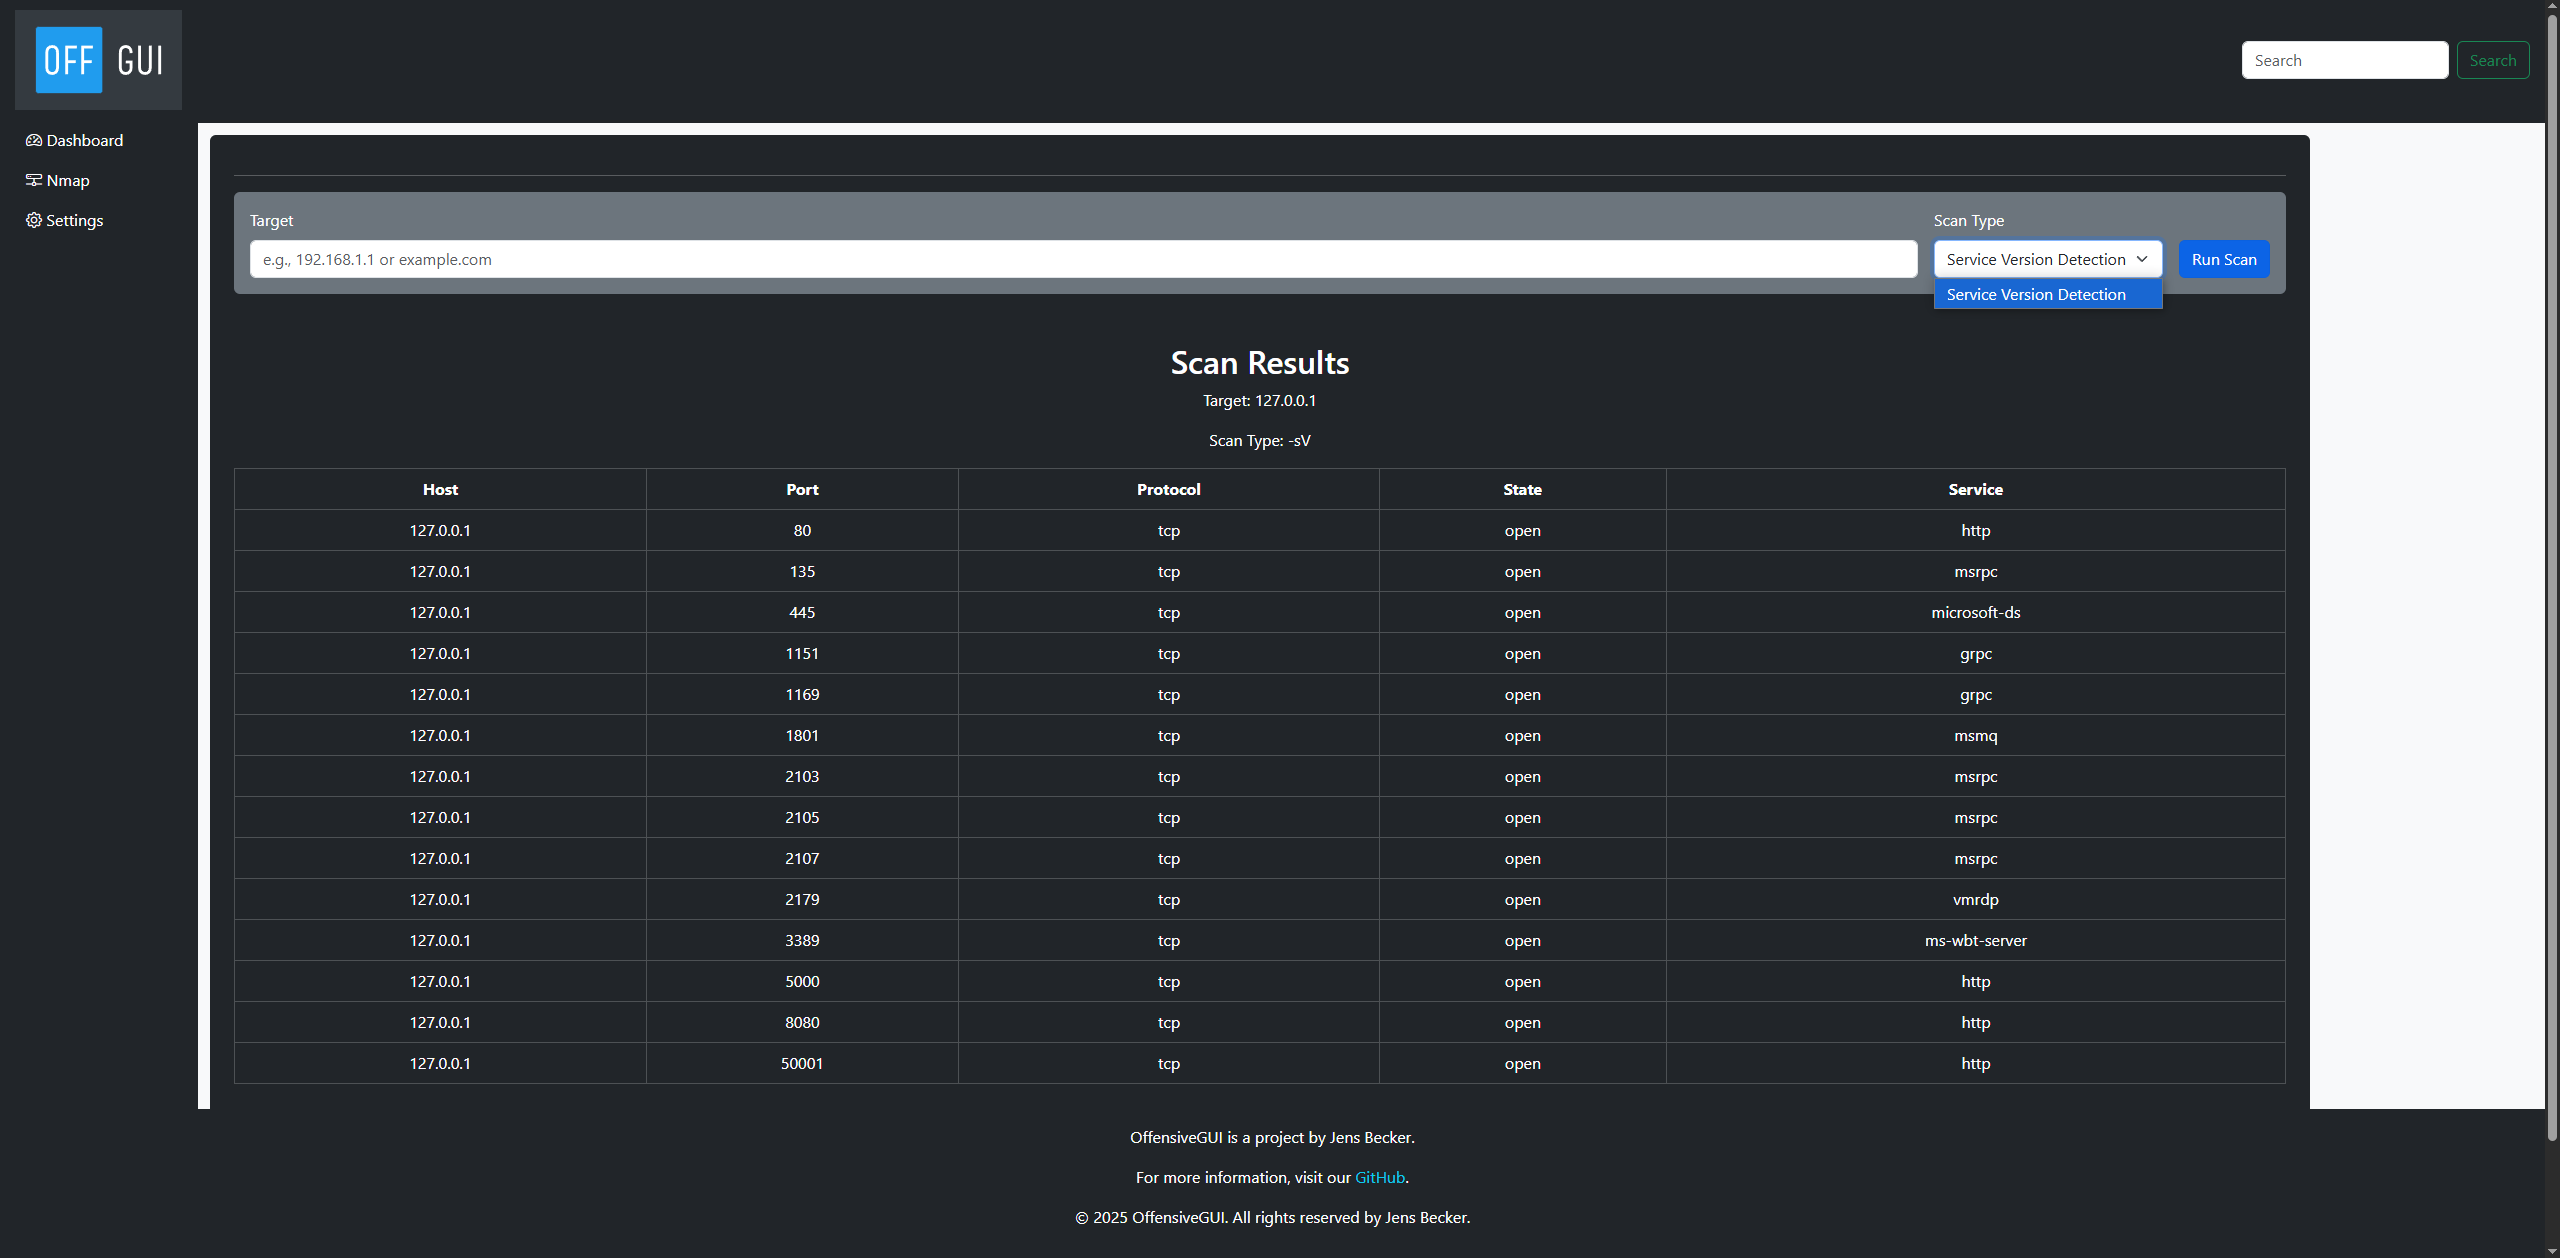 OFF GUI
Search Search
Dashboard
Nmap
Settings
Target Scan Type
e.g., 192.168.1.1 or example.com Service Version Detection Run Scan
Service Version Detection
Scan Results
Target: 127.0.0.1
Scan Type: -sV
Host Port Protocol State Service
127.0.0.1 80 tcp open http
127.0.0.1 135 tcp open msrpc
127.0.0.1 445 tcp open microsoft-ds
127.0.0.1 1151 tcp open grpc
127.0.0.1 1169 tcp open grpc
127.0.0.1 1801 tcp open msmq
127.0.0.1 2103 tcp open msrpc
127.0.0.1 2105 tcp open msrpc
127.0.0.1 2107 tcp open msrpc
127.0.0.1 2179 tcp open vmrdp
127.0.0.1 3389 tcp open ms-wbt-server
127.0.0.1 5000 tcp open http
127.0.0.1 8080 tcp open http
127.0.0.1 50001 tcp open http
OffensiveGUI is a project by Jens Becker.
For more information, visit our GitHub.
© 2025 OffensiveGUI. All rights reserved by Jens Becker.